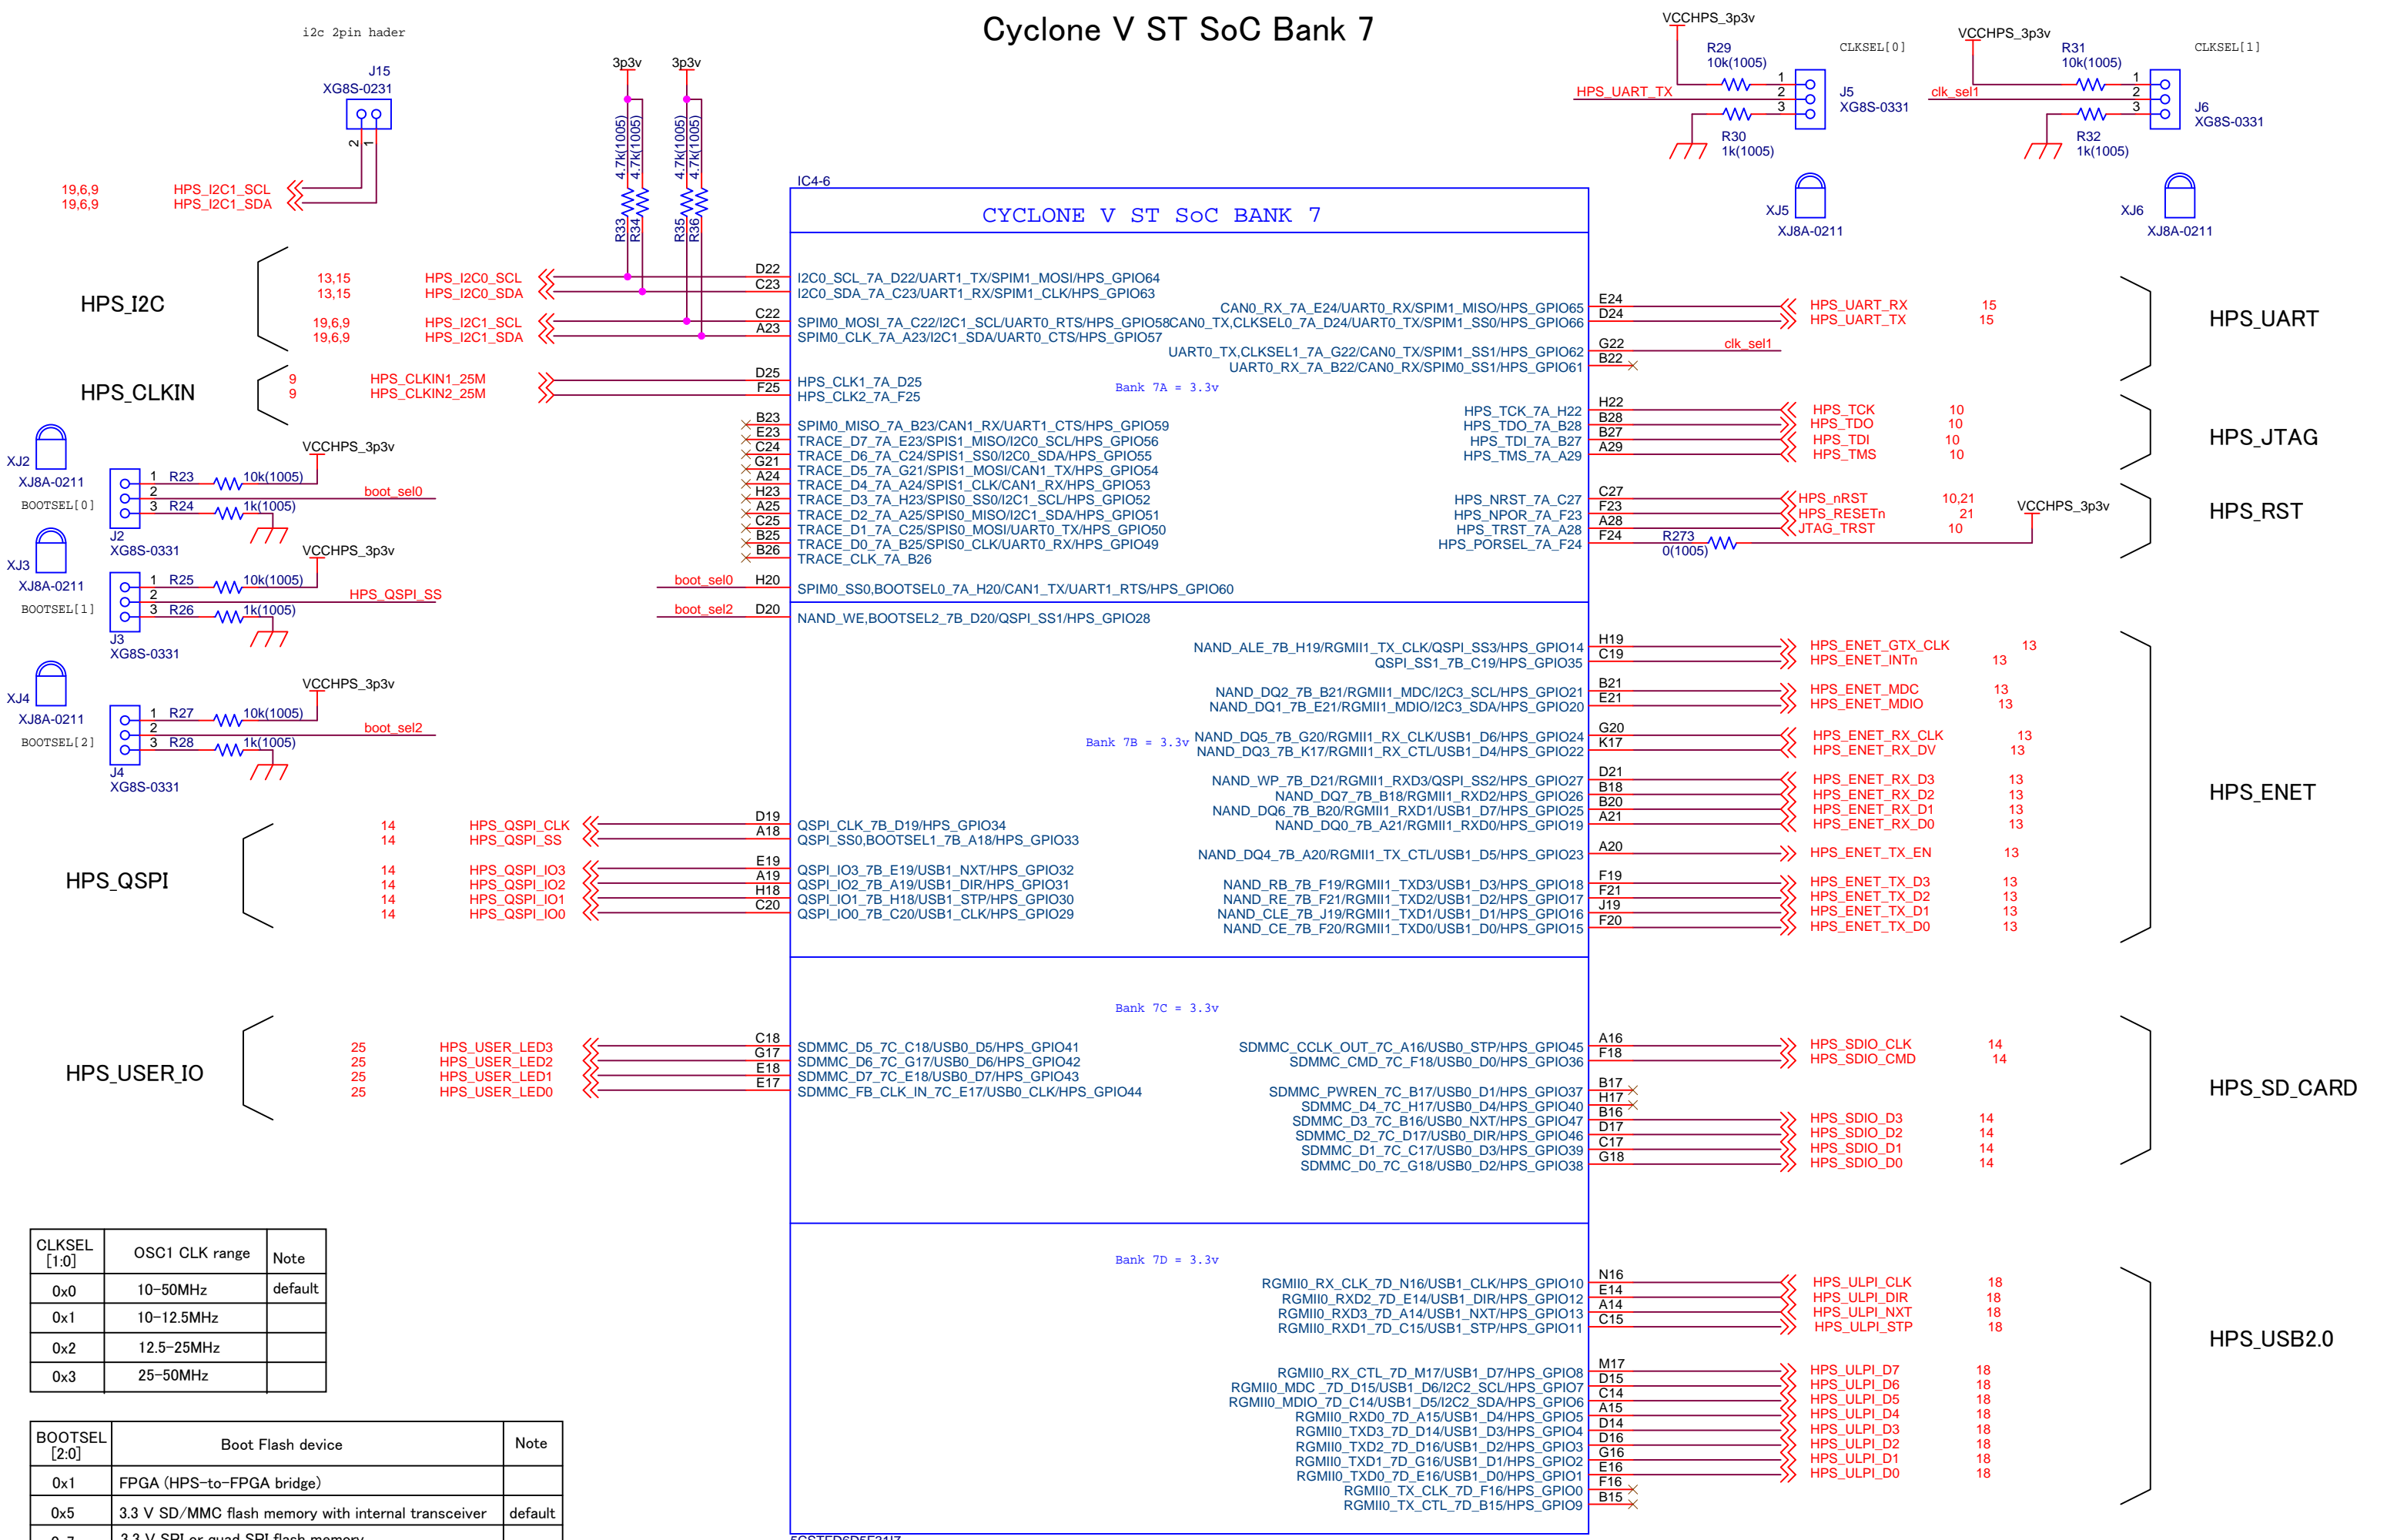 Cyclone V ST SoC Bank 7
i2c 2pin hader
J15
XG8S-0231
2
1
19,6,9 HPS_I2C1_SCL
19,6,9 HPS_I2C1_SDA
3p3v
3p3v
4.7k(1005)
4.7k(1005)
4.7k(1005)
4.7k(1005)
R33
R34
R35
R36
VCCHPS_3p3v
R29
10k(1005)
CLKSEL[0]
HPS_UART_TX
1
2
3
J5
XG8S-0331
R30
1k(1005)
XJ5
XJ8A-0211
VCCHPS_3p3v
R31
10k(1005)
CLKSEL[1]
clk_sel1
1
2
3
J6
XG8S-0331
R32
1k(1005)
XJ6
XJ8A-0211
IC4-6
CYCLONE V ST SoC BANK 7
HPS_I2C
13,15 HPS_I2C0_SCL D22 I2C0_SCL_7A_D22/UART1_TX/SPIM1_MOSI/HPS_GPIO64
13,15 HPS_I2C0_SDA C23 I2C0_SDA_7A_C23/UART1_RX/SPIM1_CLK/HPS_GPIO63
19,6,9 HPS_I2C1_SCL C22 SPIM0_MOSI_7A_C22/I2C1_SCL/UART0_RTS/HPS_GPIO58
19,6,9 HPS_I2C1_SDA A23 SPIM0_CLK_7A_A23/I2C1_SDA/UART0_CTS/HPS_GPIO57
HPS_CLKIN
9 HPS_CLKIN1_25M D25 HPS_CLK1_7A_D25
9 HPS_CLKIN2_25M F25 HPS_CLK2_7A_F25
Bank 7A = 3.3v
B23 SPIM0_MISO_7A_B23/CAN1_RX/UART1_CTS/HPS_GPIO59
E23 TRACE_D7_7A_E23/SPIS1_MISO/I2C0_SCL/HPS_GPIO56
C24 TRACE_D6_7A_C24/SPIS1_SS0/I2C0_SDA/HPS_GPIO55
G21 TRACE_D5_7A_G21/SPIS1_MOSI/CAN1_TX/HPS_GPIO54
A24 TRACE_D4_7A_A24/SPIS1_CLK/CAN1_RX/HPS_GPIO53
H23 TRACE_D3_7A_H23/SPIS0_SS0/I2C1_SCL/HPS_GPIO52
A25 TRACE_D2_7A_A25/SPIS0_MISO/I2C1_SDA/HPS_GPIO51
C25 TRACE_D1_7A_C25/SPIS0_MOSI/UART0_TX/HPS_GPIO50
B25 TRACE_D0_7A_B25/SPIS0_CLK/UART0_RX/HPS_GPIO49
B26 TRACE_CLK_7A_B26
boot_sel0 H20 SPIM0_SS0,BOOTSEL0_7A_H20/CAN1_TX/UART1_RTS/HPS_GPIO60
boot_sel2 D20 NAND_WE,BOOTSEL2_7B_D20/QSPI_SS1/HPS_GPIO28
CAN0_RX_7A_E24/UART0_RX/SPIM1_MISO/HPS_GPIO65 E24 HPS_UART_RX 15
CAN0_TX,CLKSEL0_7A_D24/UART0_TX/SPIM1_SS0/HPS_GPIO66 D24 HPS_UART_TX 15
UART0_TX,CLKSEL1_7A_G22/CAN0_TX/SPIM1_SS1/HPS_GPIO62 G22 clk_sel1
UART0_RX_7A_B22/CAN0_RX/SPIM0_SS1/HPS_GPIO61 B22
HPS_UART
HPS_TCK_7A_H22 H22 HPS_TCK 10
HPS_TDO_7A_B28 B28 HPS_TDO 10
HPS_TDI_7A_B27 B27 HPS_TDI 10
HPS_TMS_7A_A29 A29 HPS_TMS 10
HPS_JTAG
HPS_NRST_7A_C27 C27 HPS_nRST 10,21
HPS_NPOR_7A_F23 F23 HPS_RESETn 21
HPS_TRST_7A_A28 A28 JTAG_TRST 10
HPS_PORSEL_7A_F24 F24 R273
0(1005)
VCCHPS_3p3v
HPS_RST
XJ2
XJ8A-0211
BOOTSEL[0]
VCCHPS_3p3v
1 R23 10k(1005)
2 boot_sel0
3 R24 1k(1005)
J2
XG8S-0331
XJ3
XJ8A-0211
BOOTSEL[1]
VCCHPS_3p3v
1 R25 10k(1005)
2 HPS_QSPI_SS
3 R26 1k(1005)
J3
XG8S-0331
XJ4
XJ8A-0211
BOOTSEL[2]
VCCHPS_3p3v
1 R27 10k(1005)
2 boot_sel2
3 R28 1k(1005)
J4
XG8S-0331
NAND_ALE_7B_H19/RGMII1_TX_CLK/QSPI_SS3/HPS_GPIO14 H19 HPS_ENET_GTX_CLK 13
QSPI_SS1_7B_C19/HPS_GPIO35 C19 HPS_ENET_INTn 13
NAND_DQ2_7B_B21/RGMII1_MDC/I2C3_SCL/HPS_GPIO21 B21 HPS_ENET_MDC 13
NAND_DQ1_7B_E21/RGMII1_MDIO/I2C3_SDA/HPS_GPIO20 E21 HPS_ENET_MDIO 13
Bank 7B = 3.3v
NAND_DQ5_7B_G20/RGMII1_RX_CLK/USB1_D6/HPS_GPIO24 G20 HPS_ENET_RX_CLK 13
NAND_DQ3_7B_K17/RGMII1_RX_CTL/USB1_D4/HPS_GPIO22 K17 HPS_ENET_RX_DV 13
NAND_WP_7B_D21/RGMII1_RXD3/QSPI_SS2/HPS_GPIO27 D21 HPS_ENET_RX_D3 13
NAND_DQ7_7B_B18/RGMII1_RXD2/HPS_GPIO26 B18 HPS_ENET_RX_D2 13
NAND_DQ6_7B_B20/RGMII1_RXD1/USB1_D7/HPS_GPIO25 B20 HPS_ENET_RX_D1 13
NAND_DQ0_7B_A21/RGMII1_RXD0/HPS_GPIO19 A21 HPS_ENET_RX_D0 13
NAND_DQ4_7B_A20/RGMII1_TX_CTL/USB1_D5/HPS_GPIO23 A20 HPS_ENET_TX_EN 13
NAND_RB_7B_F19/RGMII1_TXD3/USB1_D3/HPS_GPIO18 F19 HPS_ENET_TX_D3 13
NAND_RE_7B_F21/RGMII1_TXD2/USB1_D2/HPS_GPIO17 F21 HPS_ENET_TX_D2 13
NAND_CLE_7B_J19/RGMII1_TXD1/USB1_D1/HPS_GPIO16 J19 HPS_ENET_TX_D1 13
NAND_CE_7B_F20/RGMII1_TXD0/USB1_D0/HPS_GPIO15 F20 HPS_ENET_TX_D0 13
HPS_ENET
HPS_QSPI
14 HPS_QSPI_CLK D19 QSPI_CLK_7B_D19/HPS_GPIO34
14 HPS_QSPI_SS A18 QSPI_SS0,BOOTSEL1_7B_A18/HPS_GPIO33
14 HPS_QSPI_IO3 E19 QSPI_IO3_7B_E19/USB1_NXT/HPS_GPIO32
14 HPS_QSPI_IO2 A19 QSPI_IO2_7B_A19/USB1_DIR/HPS_GPIO31
14 HPS_QSPI_IO1 H18 QSPI_IO1_7B_H18/USB1_STP/HPS_GPIO30
14 HPS_QSPI_IO0 C20 QSPI_IO0_7B_C20/USB1_CLK/HPS_GPIO29
Bank 7C = 3.3v
HPS_USER_IO
25 HPS_USER_LED3 C18 SDMMC_D5_7C_C18/USB0_D5/HPS_GPIO41
25 HPS_USER_LED2 G17 SDMMC_D6_7C_G17/USB0_D6/HPS_GPIO42
25 HPS_USER_LED1 E18 SDMMC_D7_7C_E18/USB0_D7/HPS_GPIO43
25 HPS_USER_LED0 E17 SDMMC_FB_CLK_IN_7C_E17/USB0_CLK/HPS_GPIO44
SDMMC_CCLK_OUT_7C_A16/USB0_STP/HPS_GPIO45 A16 HPS_SDIO_CLK 14
SDMMC_CMD_7C_F18/USB0_D0/HPS_GPIO36 F18 HPS_SDIO_CMD 14
SDMMC_PWREN_7C_B17/USB0_D1/HPS_GPIO37 B17
SDMMC_D4_7C_H17/USB0_D4/HPS_GPIO40 H17
SDMMC_D3_7C_B16/USB0_NXT/HPS_GPIO47 B16 HPS_SDIO_D3 14
SDMMC_D2_7C_D17/USB0_DIR/HPS_GPIO46 D17 HPS_SDIO_D2 14
SDMMC_D1_7C_C17/USB0_D3/HPS_GPIO39 C17 HPS_SDIO_D1 14
SDMMC_D0_7C_G18/USB0_D2/HPS_GPIO38 G18 HPS_SDIO_D0 14
HPS_SD_CARD
Bank 7D = 3.3v
RGMII0_RX_CLK_7D_N16/USB1_CLK/HPS_GPIO10 N16 HPS_ULPI_CLK 18
RGMII0_RXD2_7D_E14/USB1_DIR/HPS_GPIO12 E14 HPS_ULPI_DIR 18
RGMII0_RXD3_7D_A14/USB1_NXT/HPS_GPIO13 A14 HPS_ULPI_NXT 18
RGMII0_RXD1_7D_C15/USB1_STP/HPS_GPIO11 C15 HPS_ULPI_STP 18
RGMII0_RX_CTL_7D_M17/USB1_D7/HPS_GPIO8 M17 HPS_ULPI_D7 18
RGMII0_MDC _7D_D15/USB1_D6/I2C2_SCL/HPS_GPIO7 D15 HPS_ULPI_D6 18
RGMII0_MDIO_7D_C14/USB1_D5/I2C2_SDA/HPS_GPIO6 C14 HPS_ULPI_D5 18
RGMII0_RXD0_7D_A15/USB1_D4/HPS_GPIO5 A15 HPS_ULPI_D4 18
RGMII0_TXD3_7D_D14/USB1_D3/HPS_GPIO4 D14 HPS_ULPI_D3 18
RGMII0_TXD2_7D_D16/USB1_D2/HPS_GPIO3 D16 HPS_ULPI_D2 18
RGMII0_TXD1_7D_G16/USB1_D1/HPS_GPIO2 G16 HPS_ULPI_D1 18
RGMII0_TXD0_7D_E16/USB1_D0/HPS_GPIO1 E16 HPS_ULPI_D0 18
RGMII0_TX_CLK_7D_F16/HPS_GPIO0 F16
RGMII0_TX_CTL_7D_B15/HPS_GPIO9 B15
HPS_USB2.0
CLKSEL [1:0] OSC1 CLK range Note
0x0 10-50MHz default
0x1 10-12.5MHz
0x2 12.5-25MHz
0x3 25-50MHz
BOOTSEL [2:0] Boot Flash device Note
0x1 FPGA (HPS-to-FPGA bridge)
0x5 3.3 V SD/MMC flash memory with internal transceiver default
0x7 3.3 V SPI or quad SPI flash memory